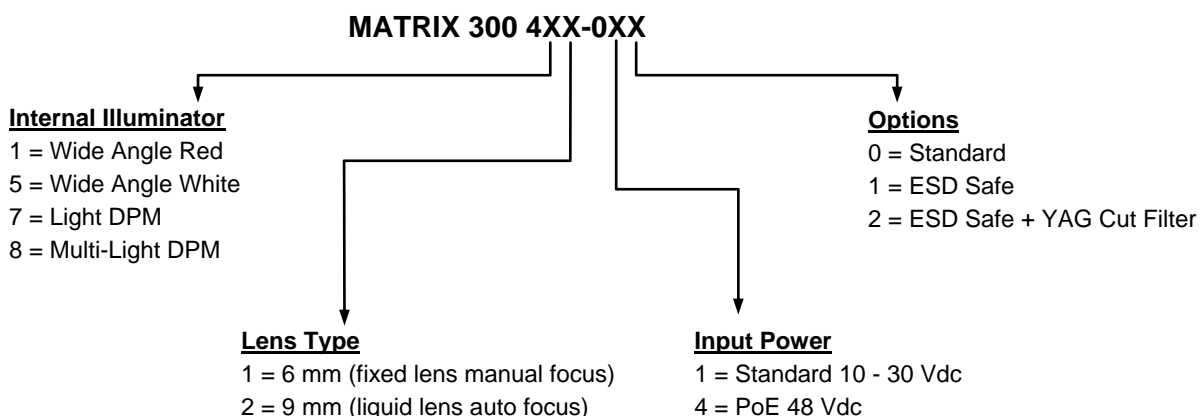 MATRIX 300 4XX-0XX
Internal Illuminator
1 = Wide Angle Red
5 = Wide Angle White
7 = Light DPM
8 = Multi-Light DPM
Options
0 = Standard
1 = ESD Safe
2 = ESD Safe + YAG Cut Filter
Lens Type
1 = 6 mm (fixed lens manual focus)
2 = 9 mm (liquid lens auto focus)
Input Power
1 = Standard 10 - 30 Vdc
4 = PoE 48 Vdc